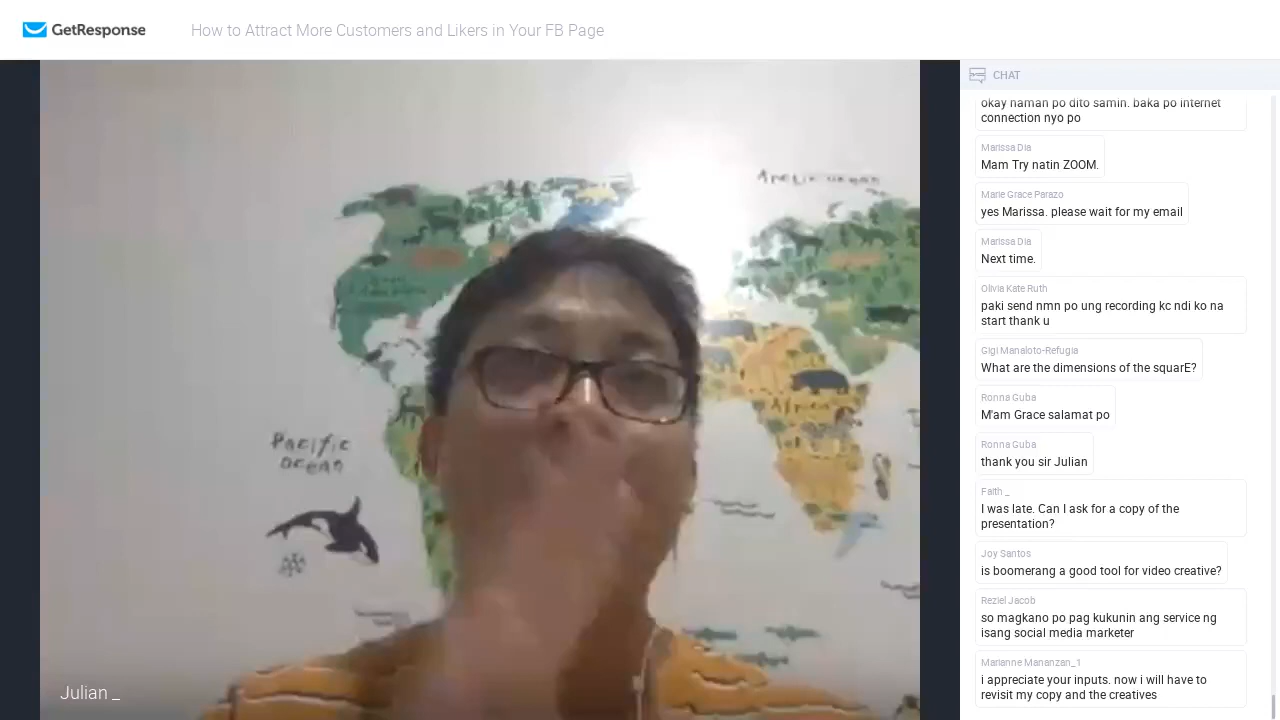 GetResponse
How to Attract More Customers and Likers in Your FB Page
CHAT
okay naman po dito samin. baka po internet
connection nyo po
Marissa Dia
Mam Try natin ZOOM.
Marie Grace Parazo
yes Marissa. please wait for my email
Marissa Dia
Next time.
Olivia Kate Ruth
paki send nmn po ung recording kc ndi ko na
start thank u
Gigi Manaloto-Refugia
What are the dimensions of the squarE?
Ronna Guba
M'am Grace salamat po
Ronna Guba
thank you sir Julian
Faith _
I was late. Can I ask for a copy of the
presentation?
Joy Santos
is boomerang a good tool for video creative?
Reziel Jacob
so magkano po pag kukunin ang service ng
isang social media marketer
Marianne Mananzan_1
i appreciate your inputs. now i will have to
revisit my copy and the creatives
Arctic ocean
Pacific
ocean
Africa
Julian _